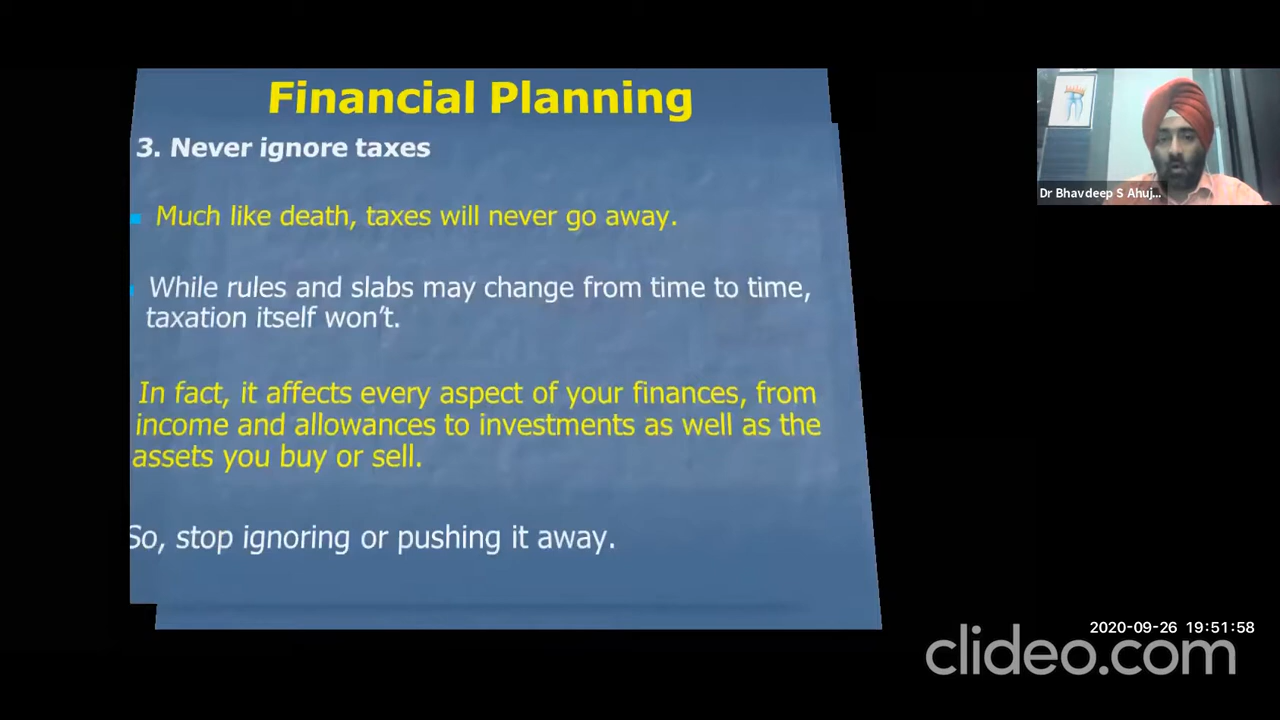 Financial Planning
3. Never ignore taxes
Much like death, taxes will never go away.
While rules and slabs may change from time to time,
taxation itself won't.
In fact, it affects every aspect of your finances, from
income and allowances to investments as well as the
assets you buy or sell.
So, stop ignoring or pushing it away.
Dr Bhavdeep S Ahuj...
2020-09-26 19:51:58
clideo.com